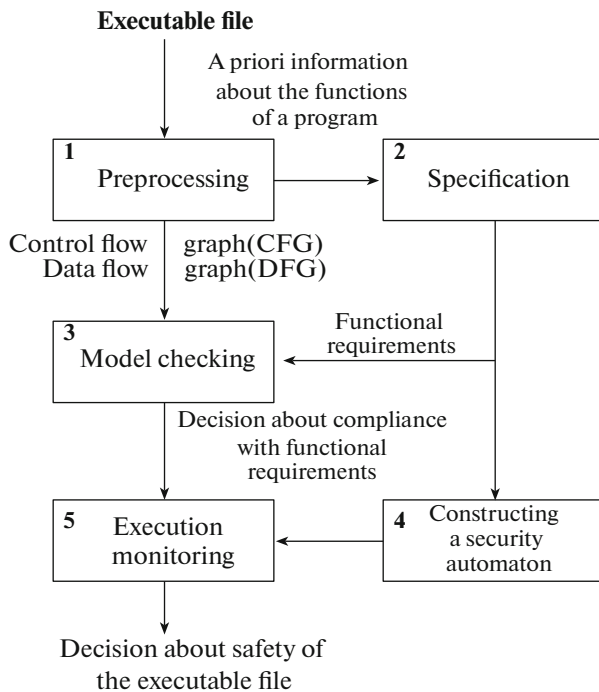 Executable file
A priori information
about the functions
of a program
1
Preprocessing
2
Specification
Control flow graph(CFG)
Data flow graph(DFG)
3
Model checking
Functional
requirements
Decision about compliance
with functional
requirements
5
Execution
monitoring
4
Constructing
a security
automaton
Decision about safety of
the executable file